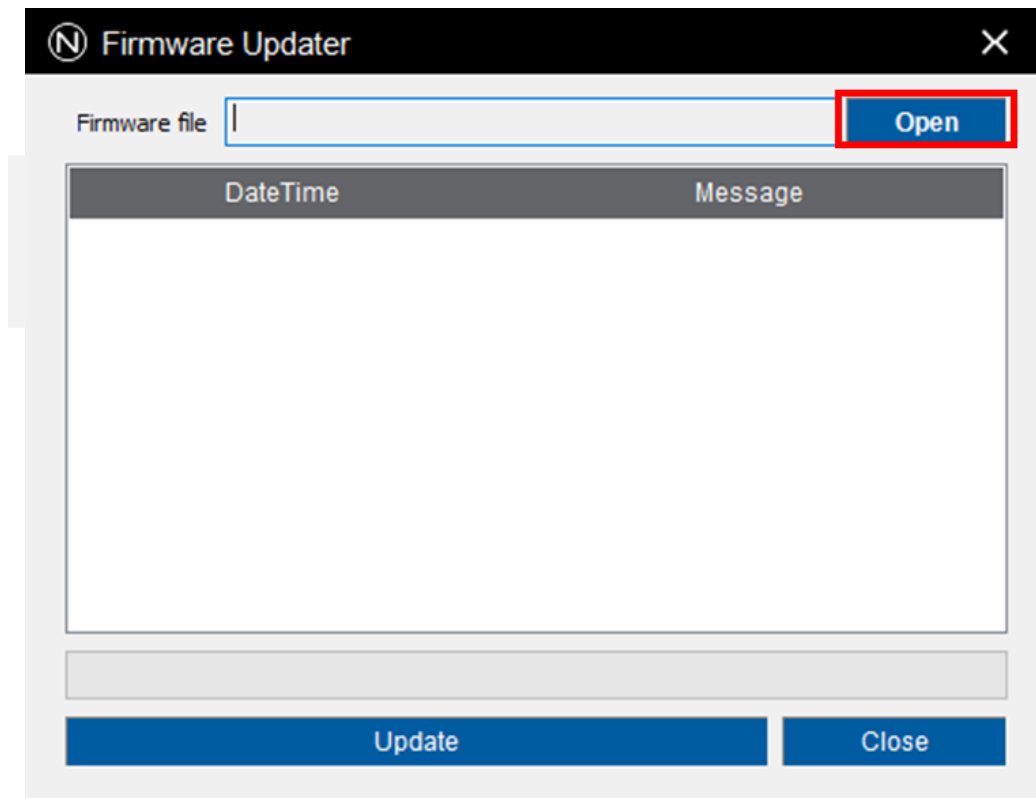 N Firmware Updater
Firmware file Open
DateTime Message
Update Close